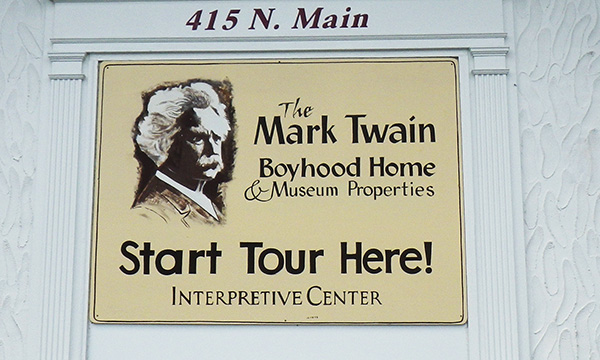 415 N. Main
The
Mark Twain
Boyhood Home
& Museum Properties
Start Tour Here!
INTERPRETIVE CENTER